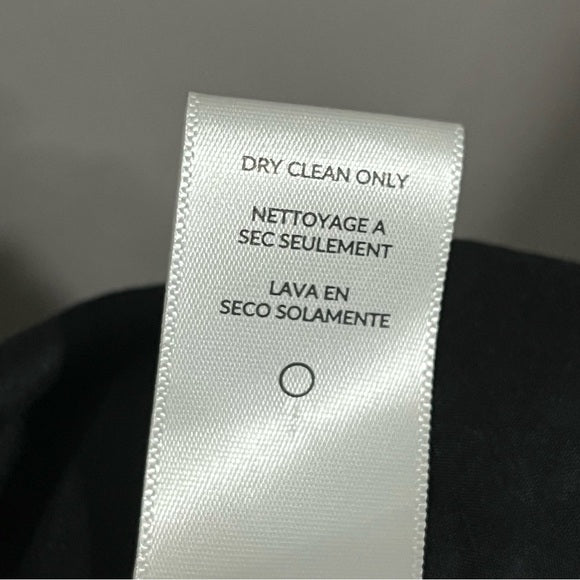 DRY CLEAN ONLY
NETTOYAGE A
SEC SEULEMENT
LAVA EN
SECO SOLAMENTE